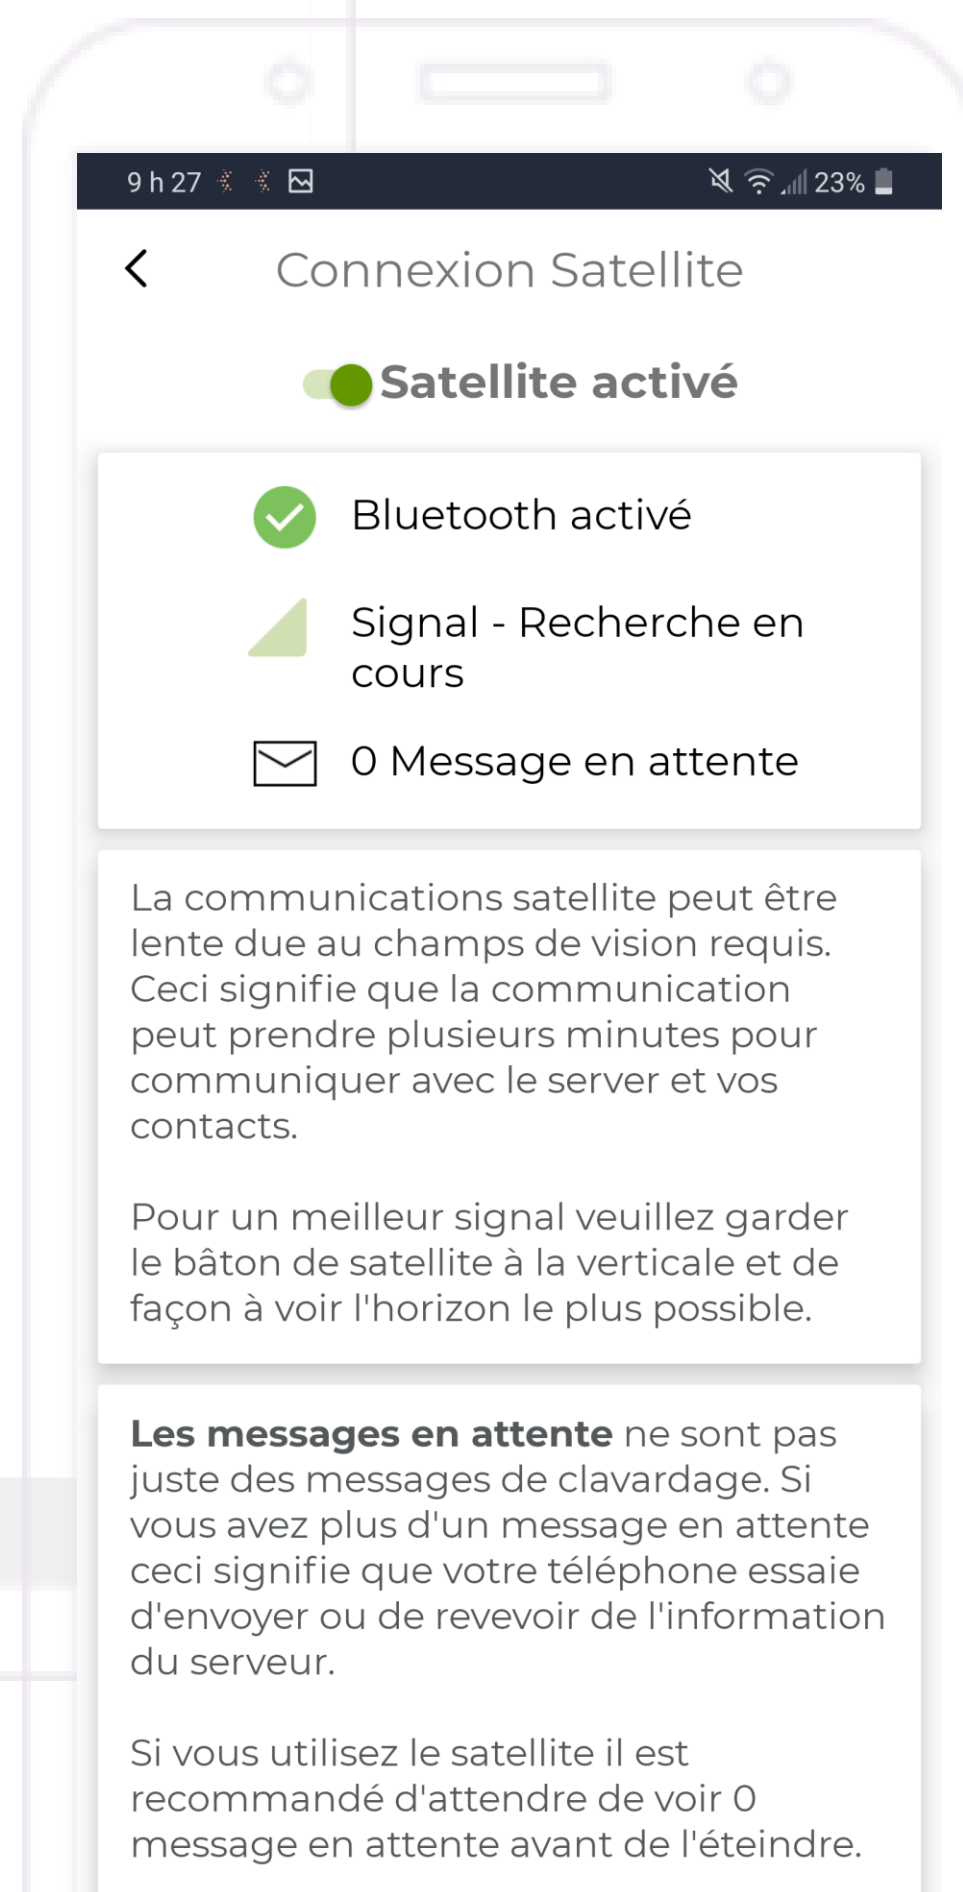 9 h 27
23%
Connexion Satellite
Satellite activé
Bluetooth activé
Signal - Recherche en
cours
0 Message en attente
La communications satellite peut être
lente due au champs de vision requis.
Ceci signifie que la communication
peut prendre plusieurs minutes pour
communiquer avec le server et vos
contacts.
Pour un meilleur signal veuillez garder
le bâton de satellite à la verticale et de
façon à voir l'horizon le plus possible.
Les messages en attente ne sont pas
juste des messages de clavardage. Si
vous avez plus d'un message en attente
ceci signifie que votre téléphone essaie
d'envoyer ou de revevoir de l'information
du serveur.
Si vous utilisez le satellite il est
recommandé d'attendre de voir 0
message en attente avant de l'éteindre.